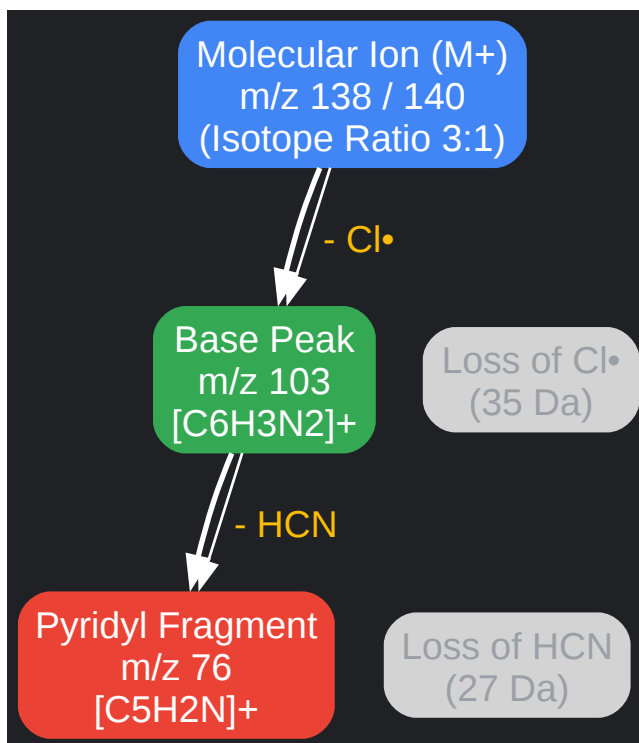 Molecular Ion (M+)
m/z 138 / 140
(Isotope Ratio 3:1)
- Cl•
Base Peak
m/z 103
[C6H3N2]+
Loss of Cl•
(35 Da)
- HCN
Pyridyl Fragment
m/z 76
[C5H2N]+
Loss of HCN
(27 Da)